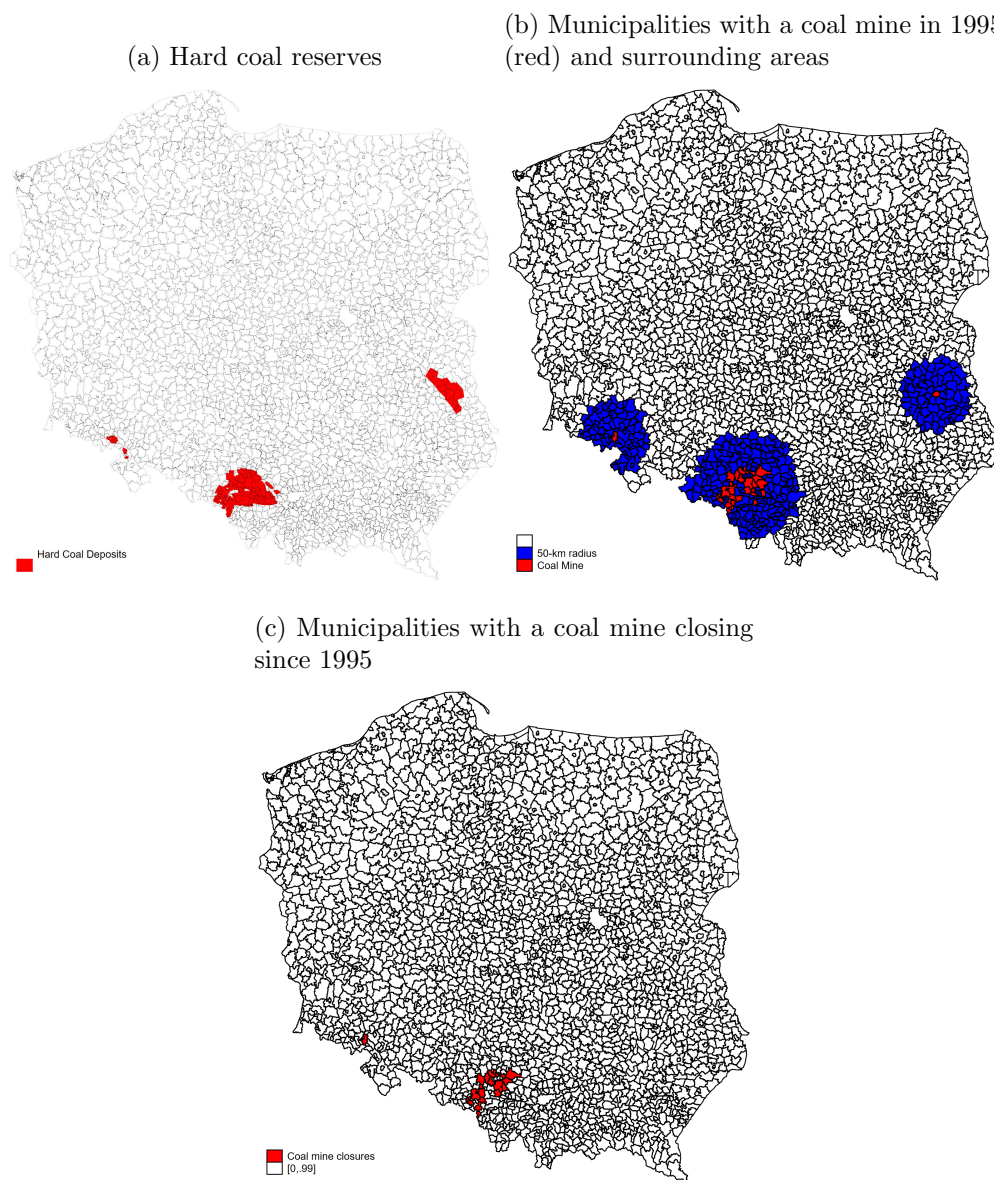 (a) Hard coal reserves
(b) Municipalities with a coal mine in 1995
(red) and surrounding areas
Hard Coal Deposits
50-km radius
Coal Mine
(c) Municipalities with a coal mine closing
since 1995
Coal mine closures
[0,.99]